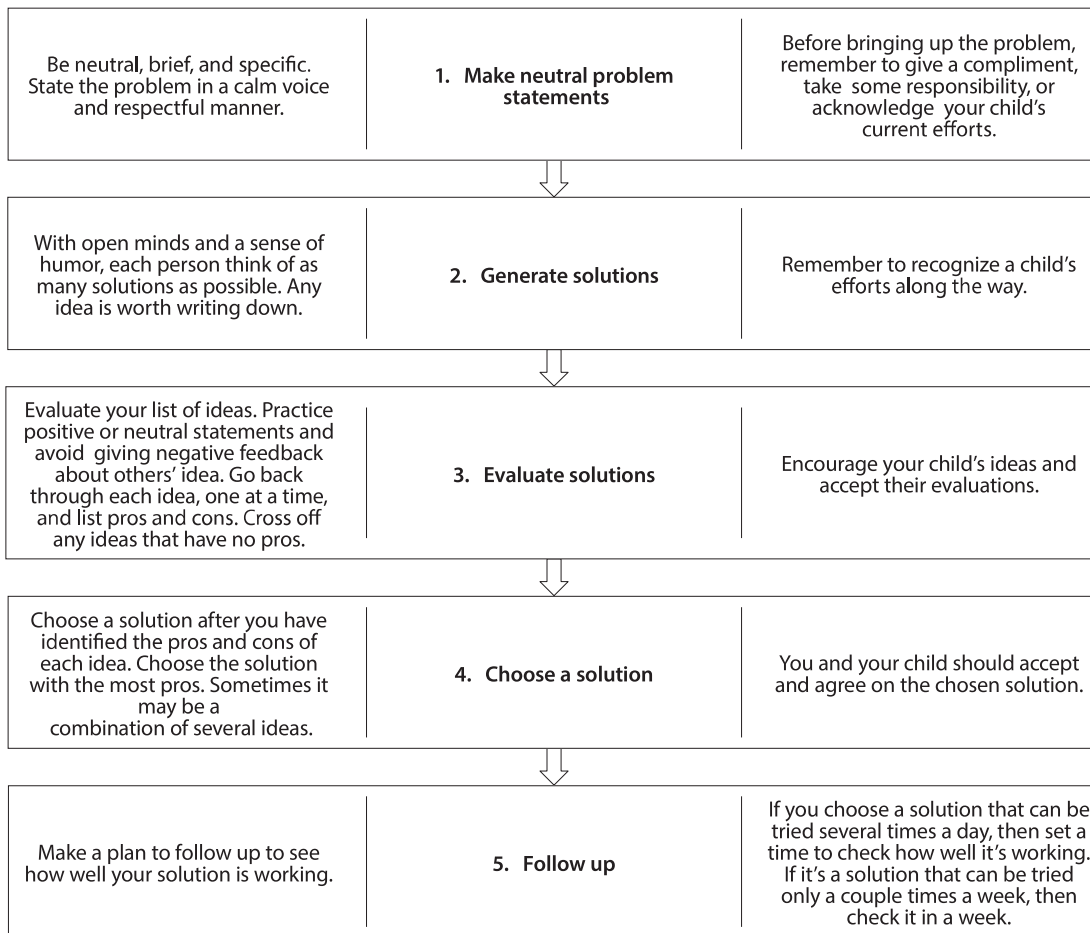 Be neutral, brief, and specific.
State the problem in a calm voice
and respectful manner.
1. Make neutral problem
statements
Before bringing up the problem,
remember to give a compliment,
take some responsibility, or
acknowledge your child's
current efforts.
With open minds and a sense of
humor, each person think of as
many solutions as possible. Any
idea is worth writing down.
2. Generate solutions
Remember to recognize a child's
efforts along the way.
Evaluate your list of ideas. Practice
positive or neutral statements and
avoid giving negative feedback
about others' idea. Go back
through each idea, one at a time,
and list pros and cons. Cross off
any ideas that have no pros.
3. Evaluate solutions
Encourage your child's ideas and
accept their evaluations.
Choose a solution after you have
identified the pros and cons of
each idea. Choose the solution
with the most pros. Sometimes it
may be a
combination of several ideas.
4. Choose a solution
You and your child should accept
and agree on the chosen solution.
Make a plan to follow up to see
how well your solution is working.
5. Follow up
If you choose a solution that can be
tried several times a day, then set a
time to check how well it's working.
If it's a solution that can be tried
only a couple times a week, then
check it in a week.